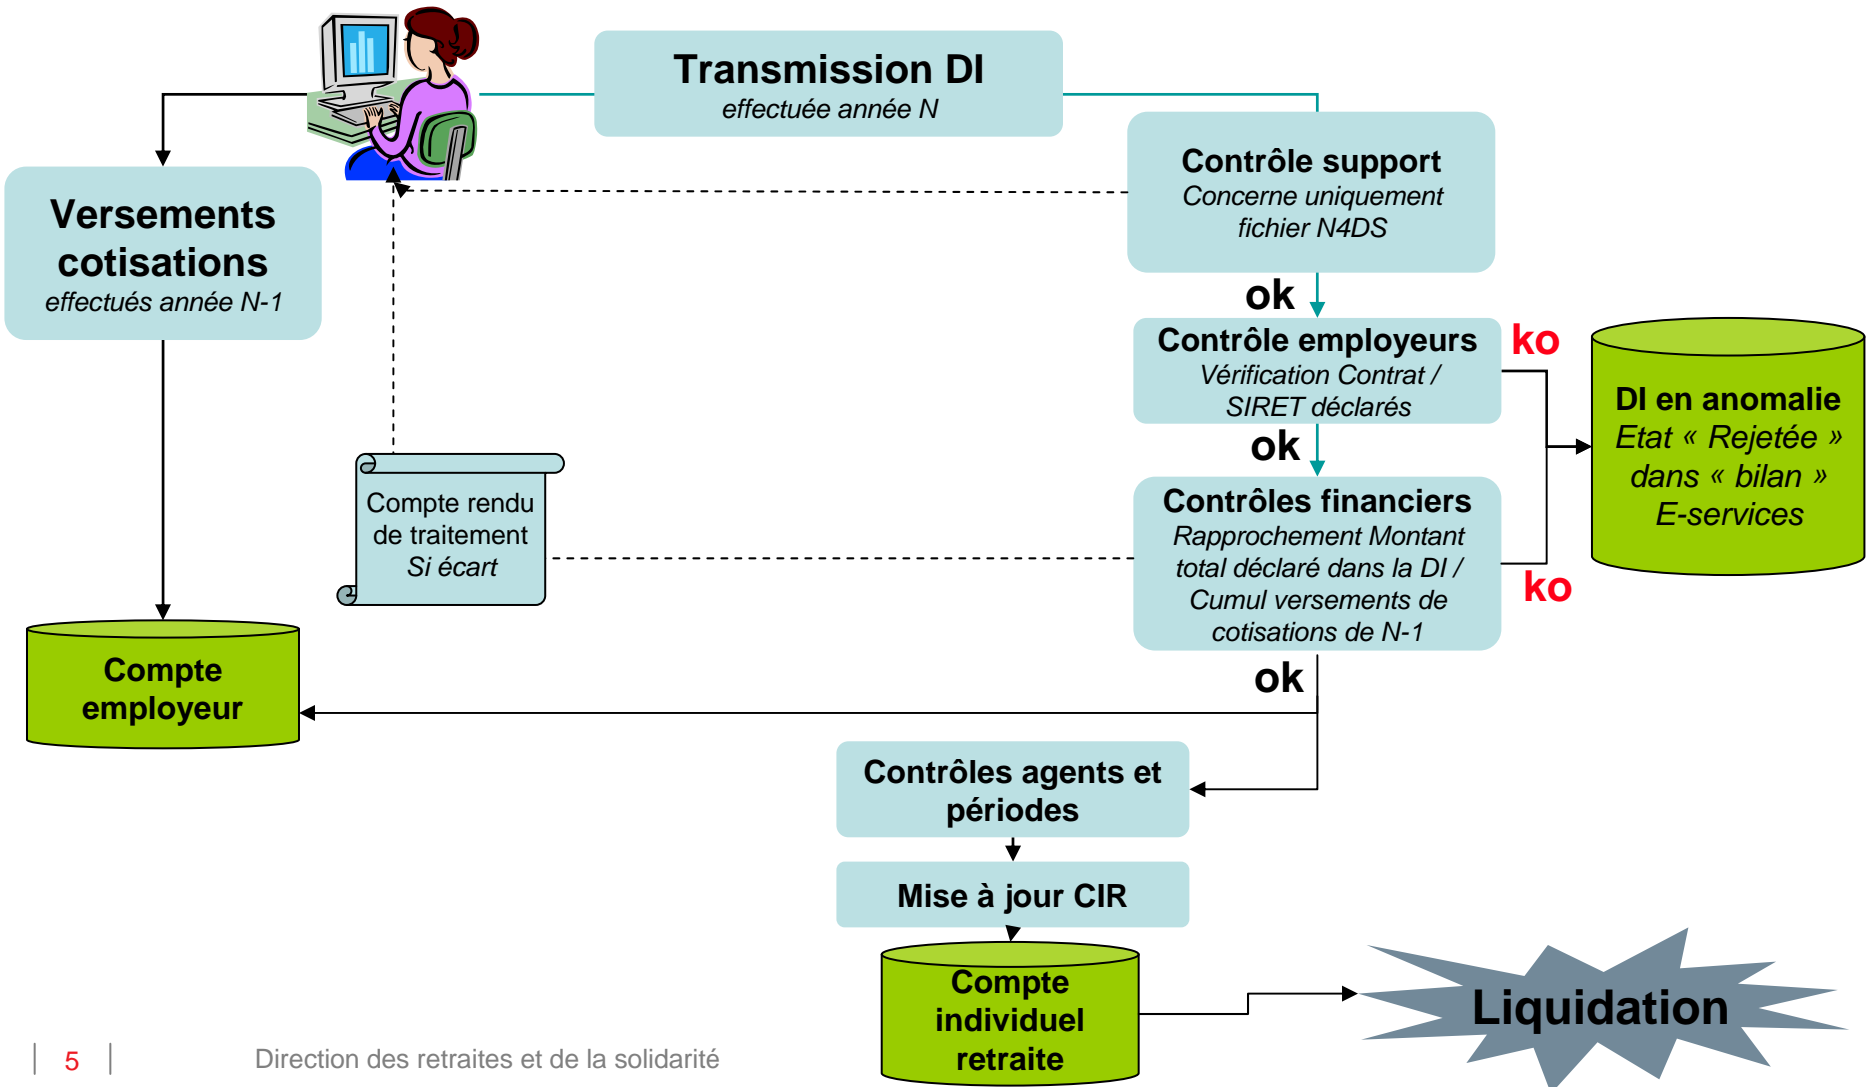 Transmission DI
effectuée année N
Versements
cotisations
effectués année N-1
Contrôle support
Concerne uniquement
fichier N4DS
ok
Contrôle employeurs
Vérification Contrat /
SIRET déclarés
ko
ok
DI en anomalie
Etat « Rejetée »
dans « bilan »
E-services
Contrôles financiers
Rapprochement Montant
total déclaré dans la DI /
Cumul versements de
cotisations de N-1
ko
ok
Compte rendu
de traitement
Si écart
Compte
employeur
Contrôles agents et
périodes
Mise à jour CIR
Compte
individuel
retraite
Liquidation
5
Direction des retraites et de la solidarité